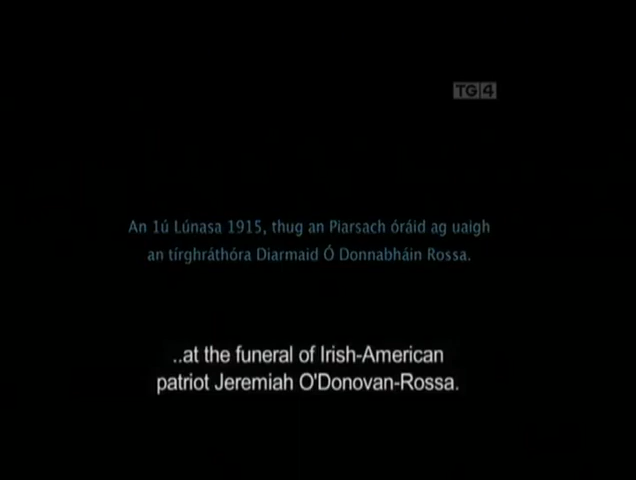 TG4
An 1ú Lúnasa 1915, thug an Piarsach óráid ag uaigh
an tírghráthóra Diarmaid Ó Donnabháin Rossa.
..at the funeral of Irish-American
patriot Jeremiah O'Donovan-Rossa.